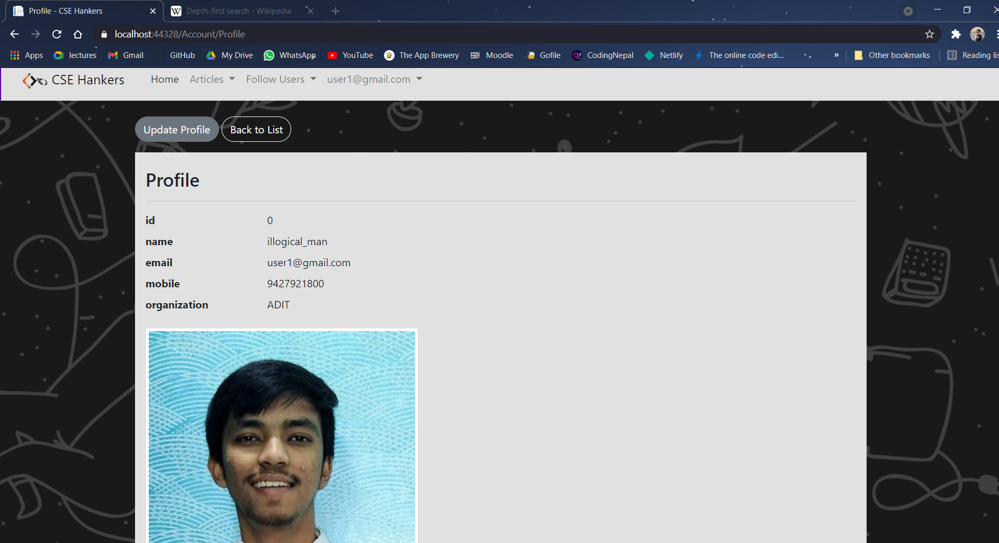 Profile - CSE Hankers
Depth-first search - Wikipedia
localhost:44328/Account/Profile
Apps lectures Gmail GitHub My Drive WhatsApp YouTube The App Brewery EGOV Moodle Gofile CodingNepal Netlify The online code edi... » Other bookmarks Reading lis
CSE Hankers Home Articles Follow Users user1@gmail.com
Update Profile Back to List
Profile
id 0
name illogical_man
email user1@gmail.com
mobile 9427921800
organization ADIT